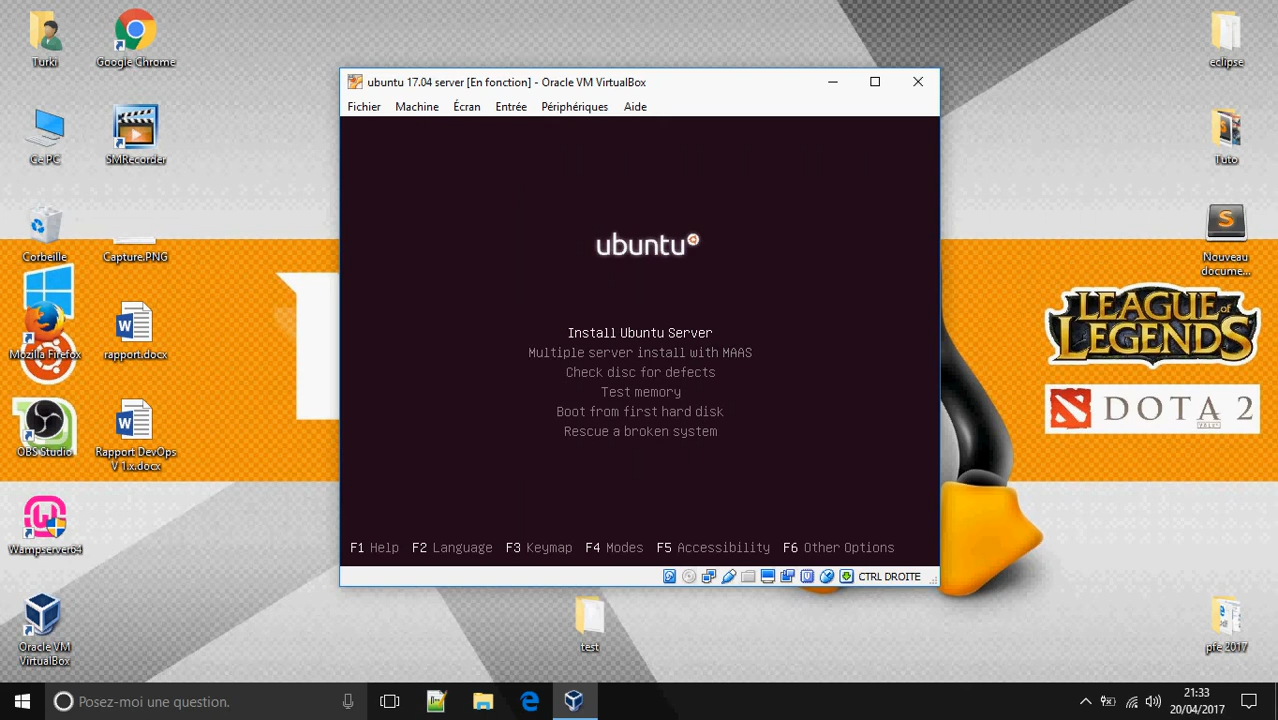 Turki
Google Chrome
eclipse
Ce PC
SMRecorder
Tuto
Corbeille
Capture.PNG
Nouveau
docume...
Mozilla Firefox
rapport.docx
OBS Studio
Rapport DevOps
V 1.x.docx
Wampserver64
Oracle VM
VirtualBox
test
pfe 2017
LEAGUE of
LEGENDS
DOTA 2
VALVE
ubuntu 17.04 server [En fonction] - Oracle VM VirtualBox
Fichier Machine Écran Entrée Périphériques Aide
ubuntu
Install Ubuntu Server
Multiple server install with MAAS
Check disc for defects
Test memory
Boot from first hard disk
Rescue a broken system
F1 Help F2 Language F3 Keymap F4 Modes F5 Accessibility F6 Other Options
CTRL DROITE
Posez-moi une question.
21:33
20/04/2017